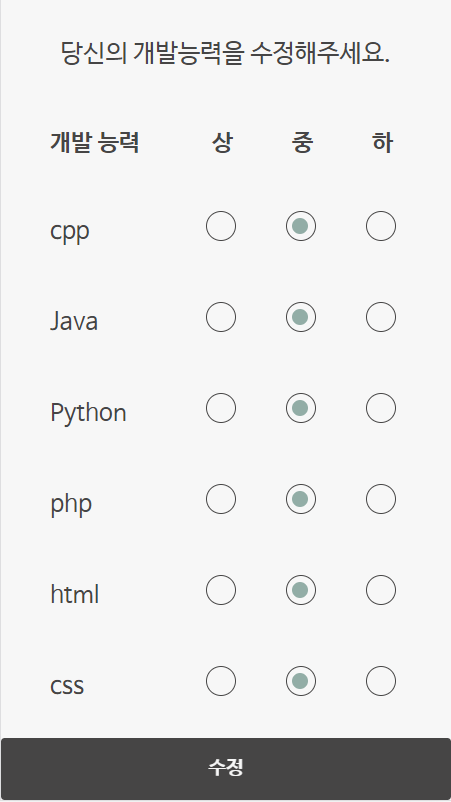 당신의 개발능력을 수정해주세요.
개발 능력 상 중 하
cpp
Java
Python
php
html
css
수정